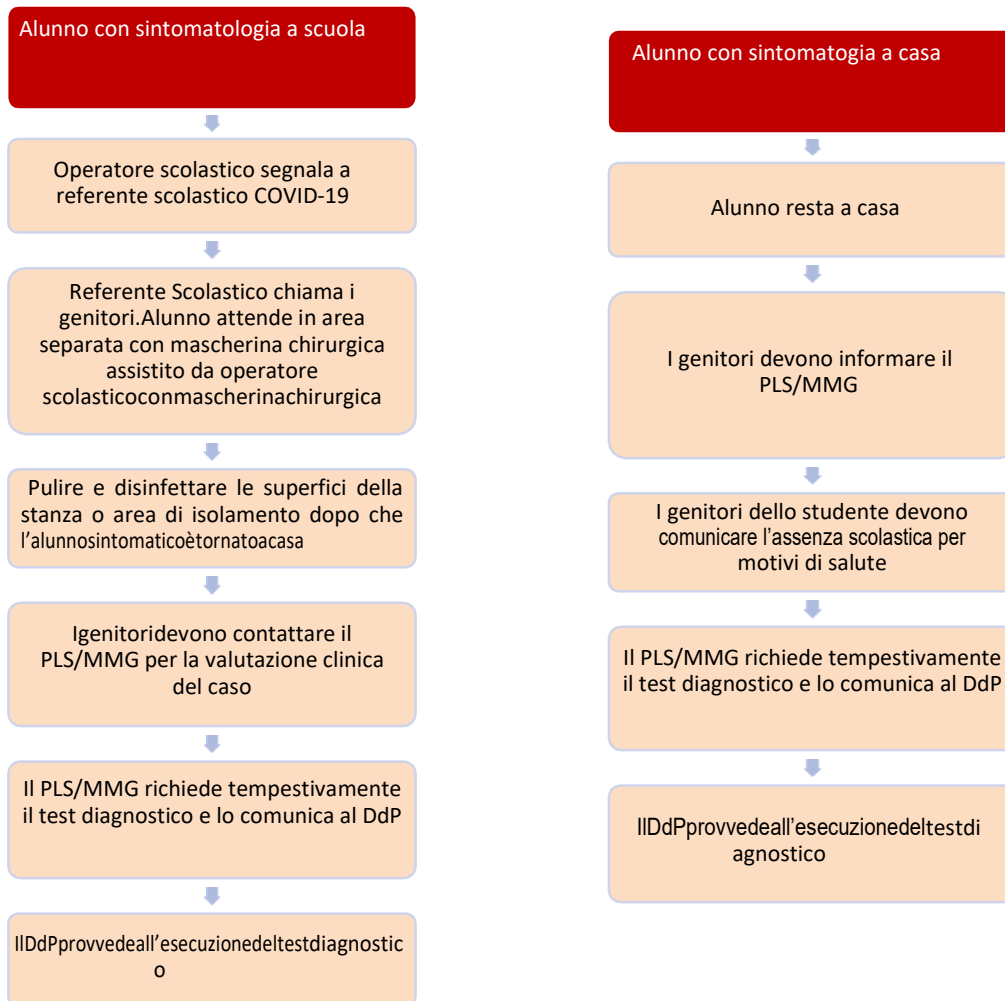 Alunno con sintomatologia a scuola
Operatore scolastico segnala a
referente scolastico COVID-19
Referente Scolastico chiama i
genitori.Alunno attende in area
separata con mascherina chirurgica
assistito da operatore
scolasticoconmascherinachirurgica
Pulire e disinfettare le superfici della
stanza o area di isolamento dopo che
l’alunnosintomaticoètornatoacasa
Igenitoridevono contattare il
PLS/MMG per la valutazione clinica
del caso
Il PLS/MMG richiede tempestivamente
il test diagnostico e lo comunica al DdP
IlDdPprovvedeall’esecuzionedeltestdiagnostic
o
Alunno con sintomatogia a casa
Alunno resta a casa
I genitori devono informare il
PLS/MMG
I genitori dello studente devono
comunicare l’assenza scolastica per
motivi di salute
Il PLS/MMG richiede tempestivamente
il test diagnostico e lo comunica al DdP
IlDdPprovvedeall’esecuzionedeltestdi
agnostico